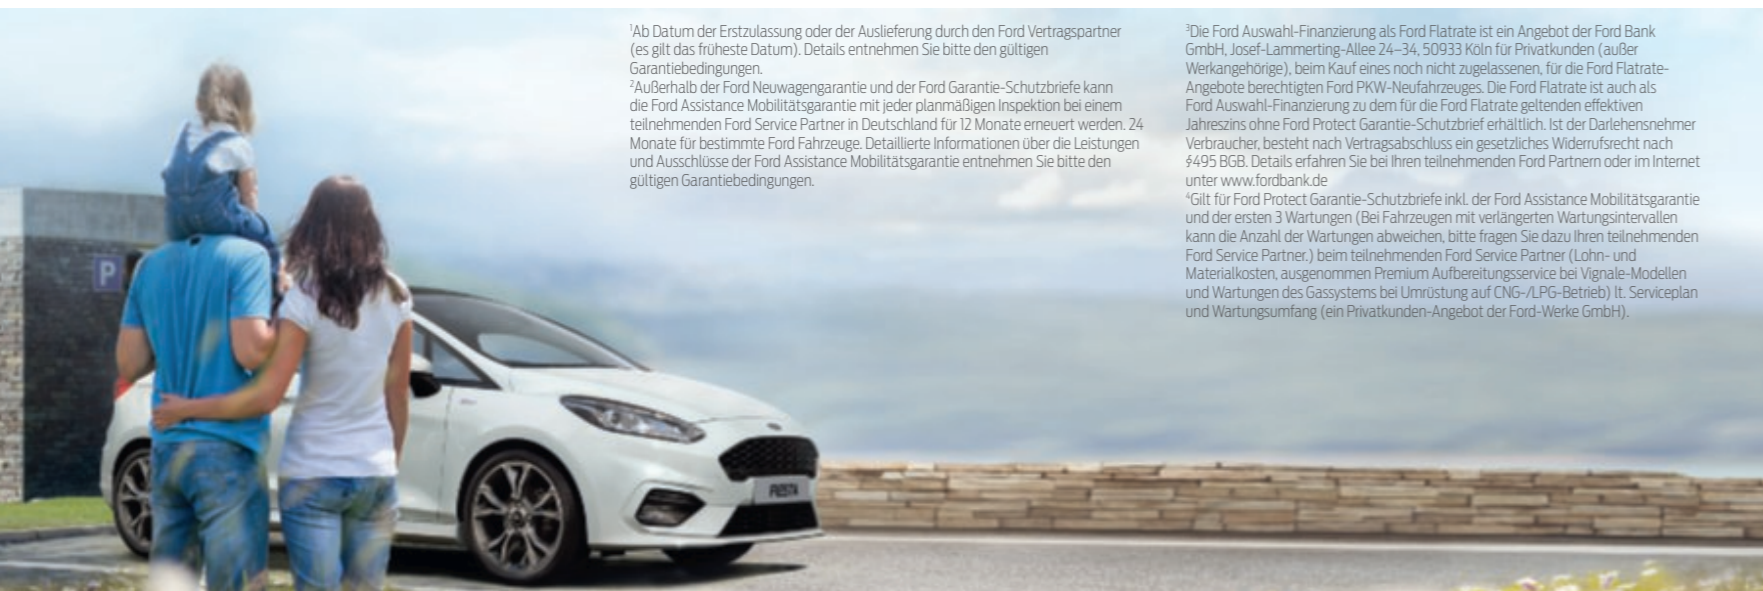 ¹Ab Datum der Erstzulassung oder der Auslieferung durch den Ford Vertragspartner
(es gilt das früheste Datum). Details entnehmen Sie bitte den gültigen
Garantiebedingungen.
²Außerhalb der Ford Neuwagengarantie und der Ford Garantie-Schutzbriefe kann
die Ford Assistance Mobilitätsgarantie mit jeder planmäßigen Inspektion bei einem
teilnehmenden Ford Service Partner in Deutschland für 12 Monate erneuert werden. 24
Monate für bestimmte Ford Fahrzeuge. Detaillierte Informationen über die Leistungen
und Ausschlüsse der Ford Assistance Mobilitätsgarantie entnehmen Sie bitte den
gültigen Garantiebedingungen.
³Die Ford Auswahl-Finanzierung als Ford Flatrate ist ein Angebot der Ford Bank
GmbH, Josef-Lammerting-Allee 24–34, 50933 Köln für Privatkunden (außer
Werkangehörige), beim Kauf eines noch nicht zugelassenen, für die Ford Flatrate-
Angebote berechtigten Ford PKW-Neufahrzeuges. Die Ford Flatrate ist auch als
Ford Auswahl-Finanzierung zu dem für die Ford Flatrate geltenden effektiven
Jahreszins ohne Ford Protect Garantie-Schutzbrief erhältlich. Ist der Darlehensnehmer
Verbraucher, besteht nach Vertragsabschluss ein gesetzliches Widerrufsrecht nach
§495 BGB. Details erfahren Sie bei Ihren teilnehmenden Ford Partnern oder im Internet
unter www.fordbank.de
⁴Gilt für Ford Protect Garantie-Schutzbriefe inkl. der Ford Assistance Mobilitätsgarantie
und der ersten 3 Wartungen (Bei Fahrzeugen mit verlängerten Wartungsintervallen
kann die Anzahl der Wartungen abweichen, bitte fragen Sie dazu Ihren teilnehmenden
Ford Service Partner.) beim teilnehmenden Ford Service Partner (Lohn- und
Materialkosten, ausgenommen Premium Aufbereitungsservice bei Vignale-Modellen
und Wartungen des Gassystems bei Umrüstung auf CNG-/LPG-Betrieb) lt. Serviceplan
und Wartungsumfang (ein Privatkunden-Angebot der Ford-Werke GmbH).
P
FIESTA